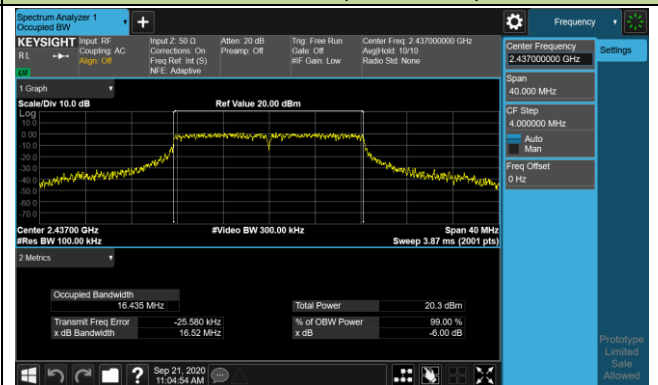 Spectrum Analyzer 1
Occupied BW
+
Frequency
KEYSIGHT
Input: RF
Input Z: 50 Ω
Atten: 20 dB
Trig: Free Run
Center Freq: 2.437000000 GHz
RL
Coupling: AC
Corrections: On
Preamp: Off
Gate: Off
Avg|Hold: 10/10
Align: Off
Freq Ref: Int (S)
#IF Gain: Low
Radio Std: None
NFE: Adaptive
Center Frequency
2.437000000 GHz
Settings
Span
40.000 MHz
CF Step
4.000000 MHz
Auto
Man
Freq Offset
0 Hz
1 Graph
Scale/Div 10.0 dB
Ref Value 20.00 dBm
Log
10.0
0.00
-10.0
-20.0
-30.0
-40.0
-50.0
-60.0
-70.0
Center 2.43700 GHz
#Video BW 300.00 kHz
Span 40 MHz
#Res BW 100.00 kHz
Sweep 3.87 ms (2001 pts)
2 Metrics
Occupied Bandwidth
16.435 MHz
Total Power
20.3 dBm
Transmit Freq Error
-25.580 kHz
% of OBW Power
99.00 %
x dB Bandwidth
16.52 MHz
x dB
-6.00 dB
Prototype
Limited
Sale
Allowed
?
Sep 21, 2020
11:04:54 AM